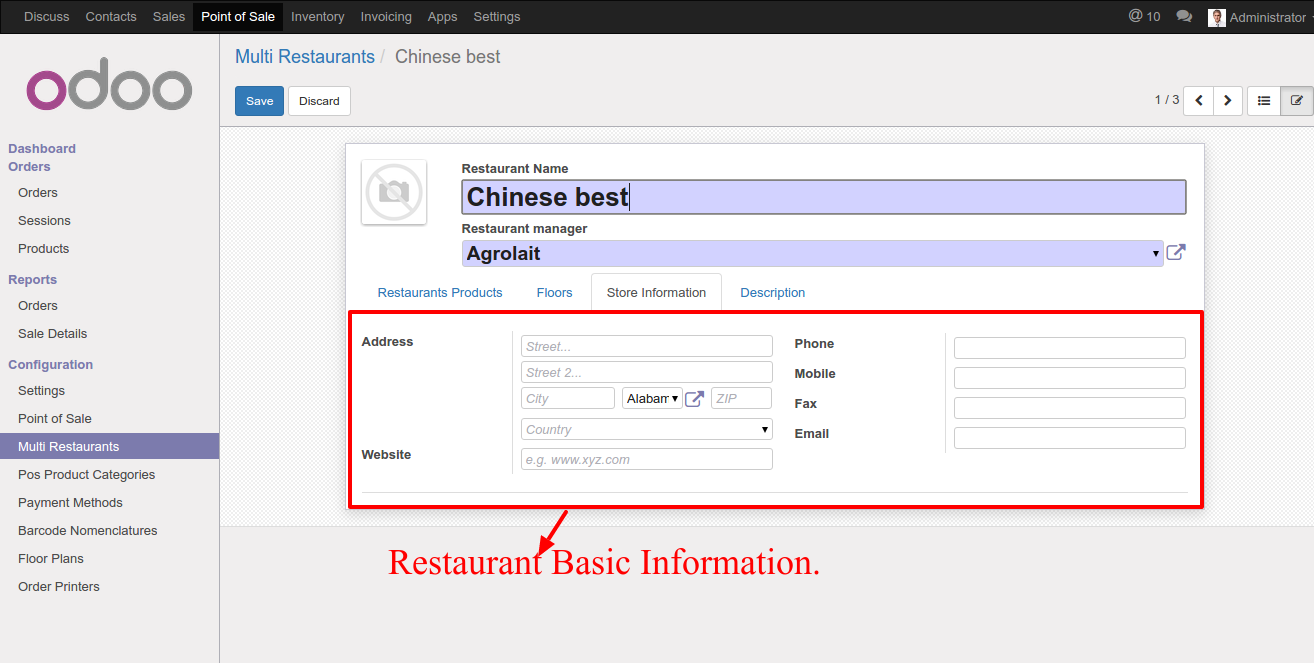 Discuss Contacts Sales Point of Sale Inventory Invoicing Apps Settings @ 10 Administrator
odoo
Multi Restaurants / Chinese best
Save Discard 1 / 3
Dashboard
Orders
Orders
Sessions
Products
Reports
Orders
Sale Details
Configuration
Settings
Point of Sale
Multi Restaurants
Pos Product Categories
Payment Methods
Barcode Nomenclatures
Floor Plans
Order Printers
Restaurant Name
Chinese best
Restaurant manager
Agrolait
Restaurants Products Floors Store Information Description
Address
Street...
Street 2...
City Alabam ZIP
Country
Website e.g. www.xyz.com
Phone
Mobile
Fax
Email
Restaurant Basic Information.